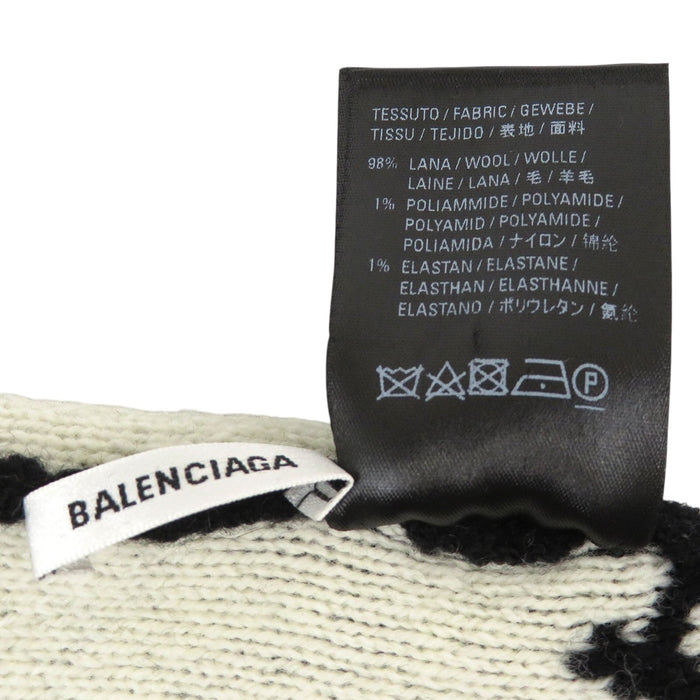 TESSUTO / FABRIC / GEWEBE /
TISSU / TEJIDO / 表地 / 面料
98% LANA / WOOL / WOLLE /
LAINE / LANA / 毛 / 羊毛
1% POLIAMMIDE / POLYAMIDE /
POLYAMID / POLYAMIDE /
POLIAMIDA / ナイロン / 锦纶
1% ELASTAN / ELASTANE /
ELASTHAN / ELASTHANNE /
ELASTANO / ポリウレタン / 氨纶
P
BALENCIAGA